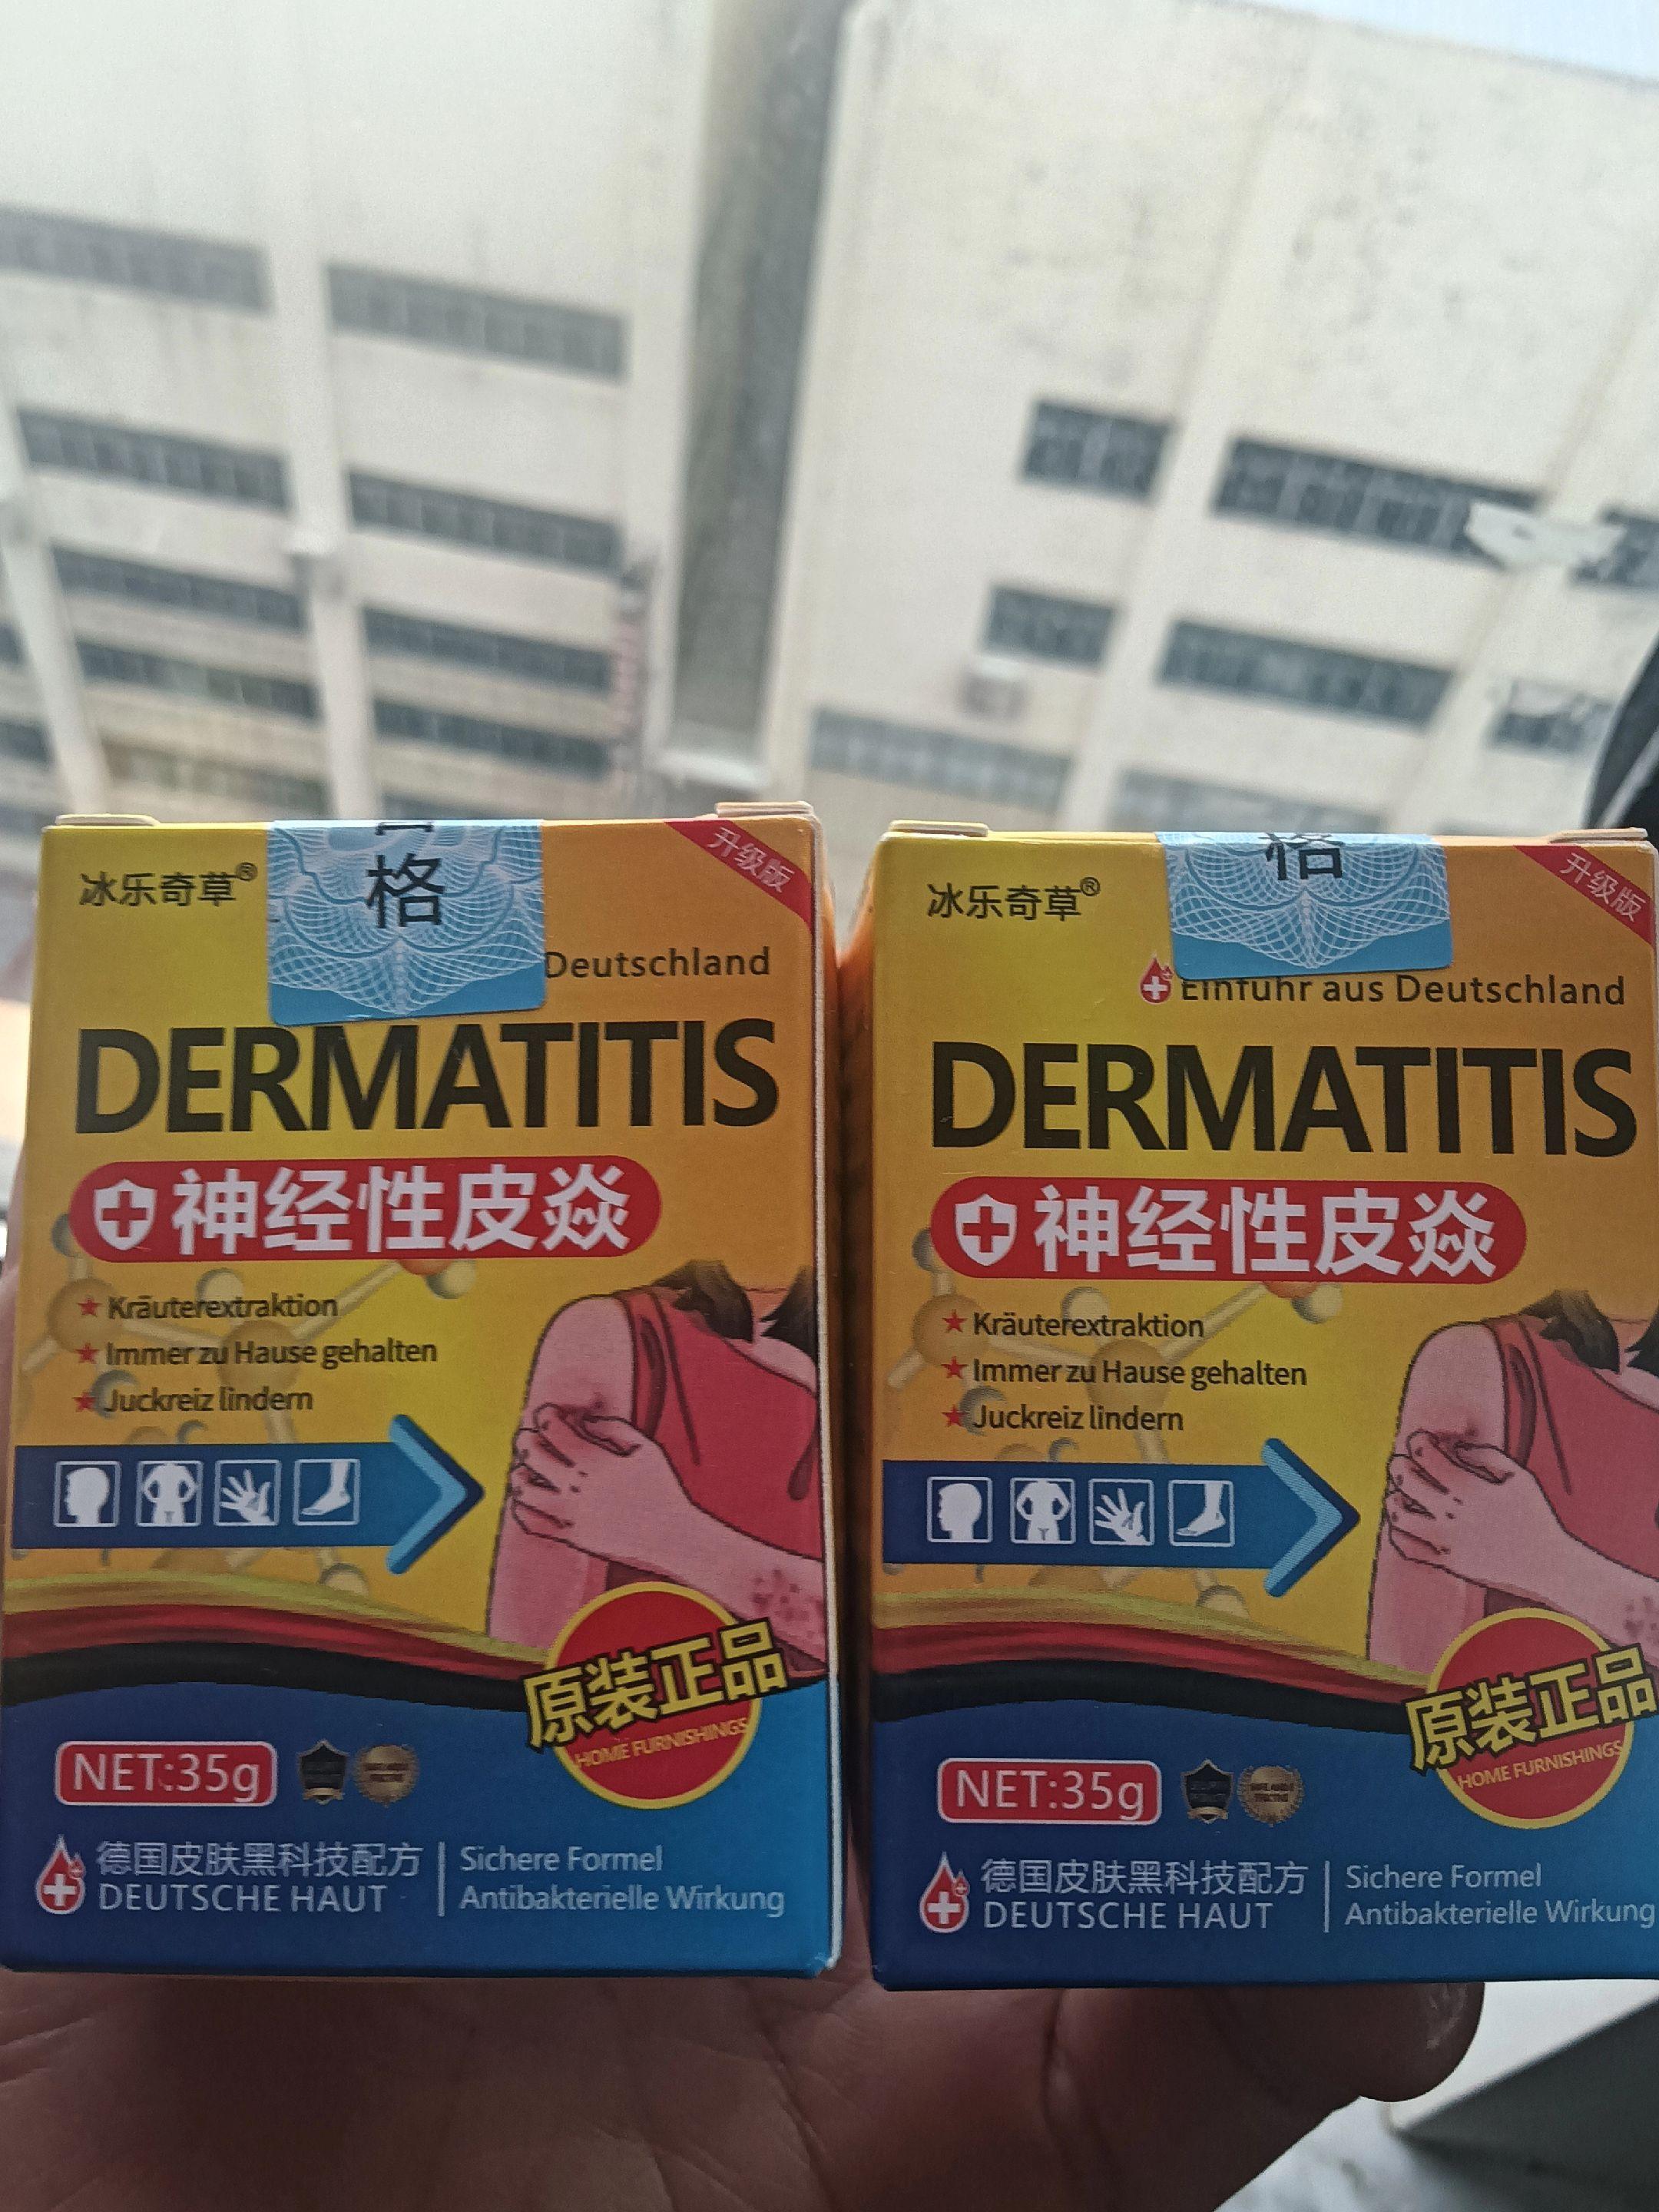 冰乐奇草®
格
升级版
Deutschland
DERMATITIS
神经性皮焱
Kräuterextraktion
Immer zu Hause gehalten
Juckreiz lindern
原装正品
HOME FURNISHINGS
NET:35g
德国皮肤黑科技配方
DEUTSCHE HAUT
Sichere Formel
Antibakterielle Wirkung
冰乐奇草®
格
升级版
Einfuhr aus Deutschland
DERMATITIS
神经性皮焱
Kräuterextraktion
Immer zu Hause gehalten
Juckreiz lindern
原装正品
HOME FURNISHINGS
NET:35g
德国皮肤黑科技配方
DEUTSCHE HAUT
Sichere Formel
Antibakterielle Wirkung